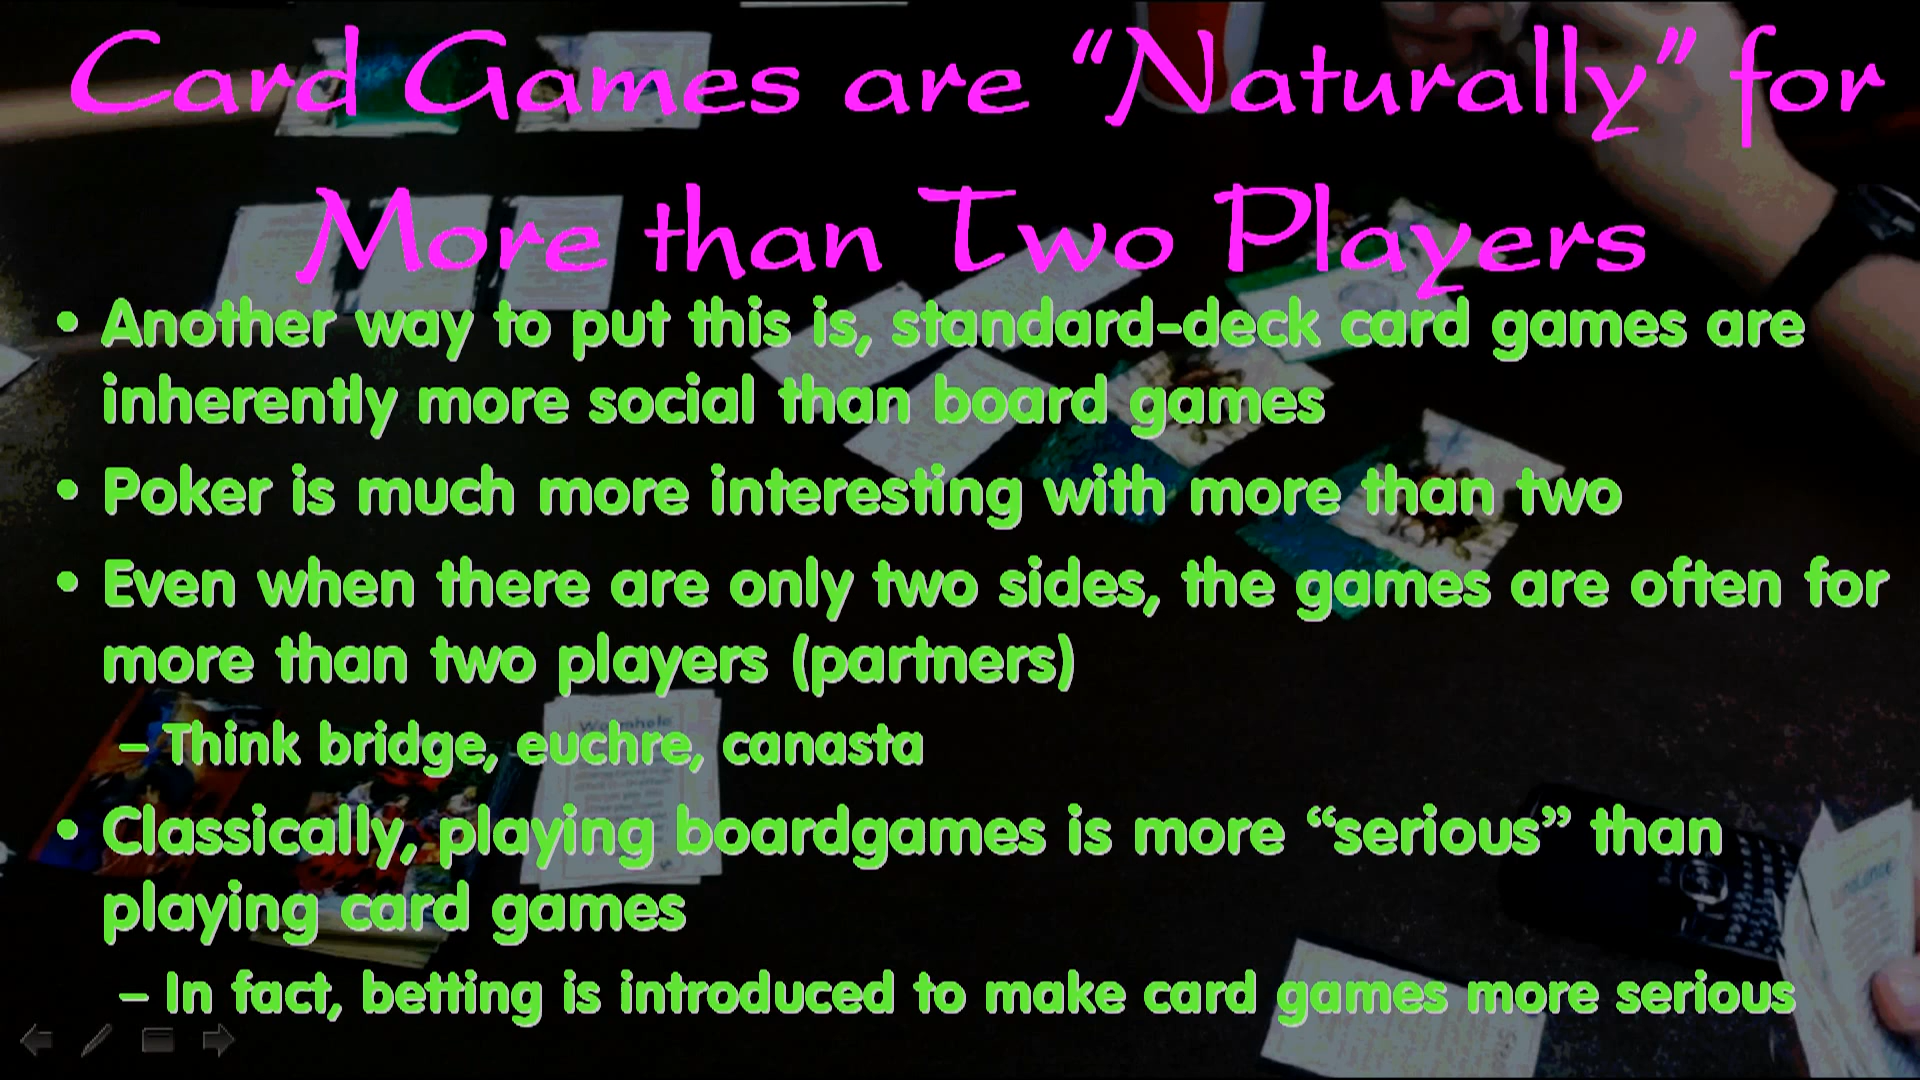 Card Games are “Naturally” for
More than Two Players
• Another way to put this is, standard-deck card games are
inherently more social than board games
• Poker is much more interesting with more than two
• Even when there are only two sides, the games are often for
more than two players (partners)
– Think bridge, euchre, canasta
• Classically, playing boardgames is more “serious” than
playing card games
– In fact, betting is introduced to make card games more serious